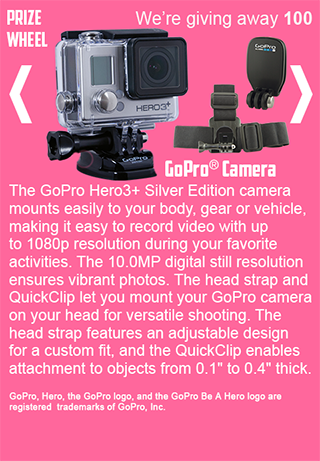 PRIZE WHEEL
We're giving away 100
HERO3+
GoPro
GoPro
GoPro® Camera
The GoPro Hero3+ Silver Edition camera
mounts easily to your body, gear or vehicle,
making it easy to record video with up
to 1080p resolution during your favorite
activities. The 10.0MP digital still resolution
ensures vibrant photos. The head strap and
QuickClip let you mount your GoPro camera
on your head for versatile shooting. The
head strap features an adjustable design
for a custom fit, and the QuickClip enables
attachment to objects from 0.1" to 0.4" thick.
GoPro, Hero, the GoPro logo, and the GoPro Be A Hero logo are
registered trademarks of GoPro, Inc.